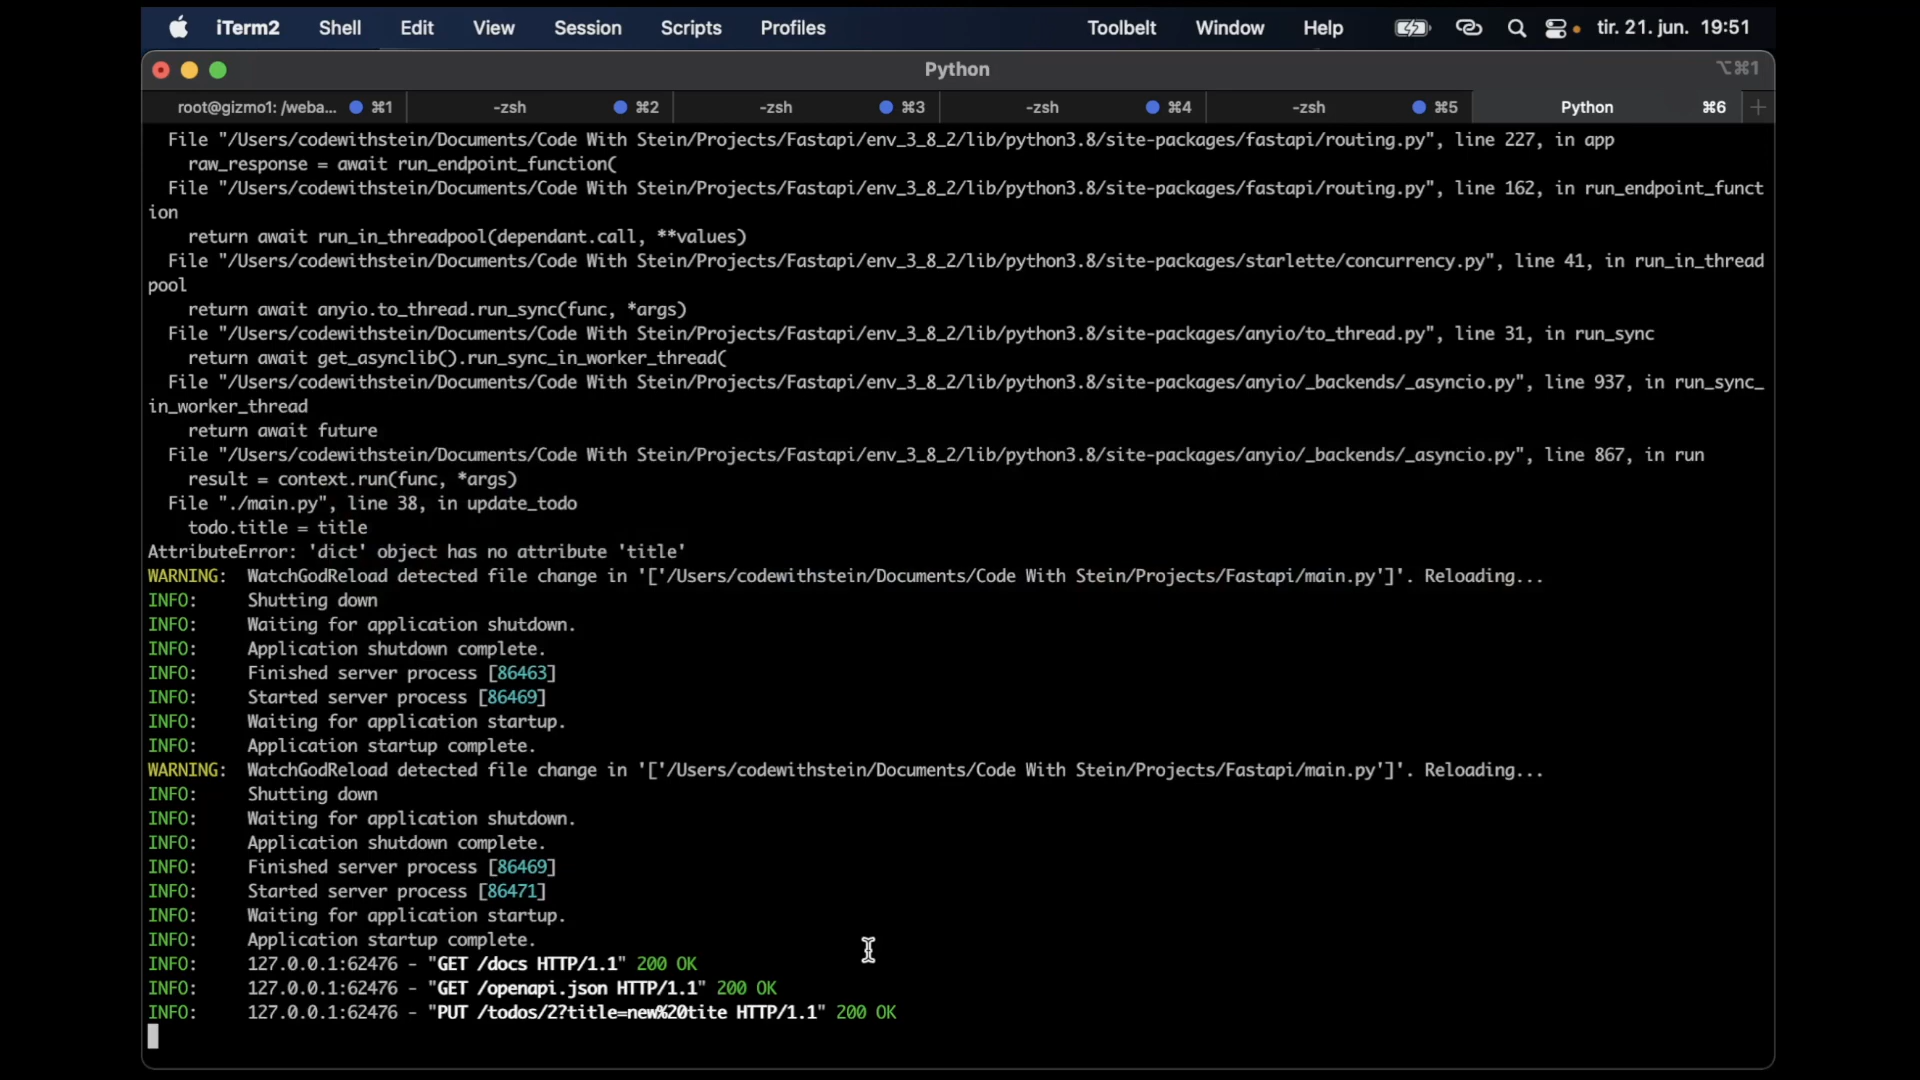 iTerm2 Shell Edit View Session Scripts Profiles Toolbelt Window Help tir. 21. jun. 19:51
Python ⌥⌘1
root@gizmo1: /weba... ⌘1 -zsh ⌘2 -zsh ⌘3 -zsh ⌘4 -zsh ⌘5 Python ⌘6 +
File "/Users/codewithstein/Documents/Code With Stein/Projects/Fastapi/env_3_8_2/lib/python3.8/site-packages/fastapi/routing.py", line 227, in app
raw_response = await run_endpoint_function(
File "/Users/codewithstein/Documents/Code With Stein/Projects/Fastapi/env_3_8_2/lib/python3.8/site-packages/fastapi/routing.py", line 162, in run_endpoint_funct
ion
return await run_in_threadpool(dependant.call, **values)
File "/Users/codewithstein/Documents/Code With Stein/Projects/Fastapi/env_3_8_2/lib/python3.8/site-packages/starlette/concurrency.py", line 41, in run_in_thread
pool
return await anyio.to_thread.run_sync(func, *args)
File "/Users/codewithstein/Documents/Code With Stein/Projects/Fastapi/env_3_8_2/lib/python3.8/site-packages/anyio/to_thread.py", line 31, in run_sync
return await get_asynclib().run_sync_in_worker_thread(
File "/Users/codewithstein/Documents/Code With Stein/Projects/Fastapi/env_3_8_2/lib/python3.8/site-packages/anyio/_backends/_asyncio.py", line 937, in run_sync_
in_worker_thread
return await future
File "/Users/codewithstein/Documents/Code With Stein/Projects/Fastapi/env_3_8_2/lib/python3.8/site-packages/anyio/_backends/_asyncio.py", line 867, in run
result = context.run(func, *args)
File "./main.py", line 38, in update_todo
todo.title = title
AttributeError: 'dict' object has no attribute 'title'
WARNING: WatchGodReload detected file change in '['/Users/codewithstein/Documents/Code With Stein/Projects/Fastapi/main.py']'. Reloading...
INFO: Shutting down
INFO: Waiting for application shutdown.
INFO: Application shutdown complete.
INFO: Finished server process [86463]
INFO: Started server process [86469]
INFO: Waiting for application startup.
INFO: Application startup complete.
WARNING: WatchGodReload detected file change in '['/Users/codewithstein/Documents/Code With Stein/Projects/Fastapi/main.py']'. Reloading...
INFO: Shutting down
INFO: Waiting for application shutdown.
INFO: Application shutdown complete.
INFO: Finished server process [86469]
INFO: Started server process [86471]
INFO: Waiting for application startup.
INFO: Application startup complete.
INFO: 127.0.0.1:62476 - "GET /docs HTTP/1.1" 200 OK
INFO: 127.0.0.1:62476 - "GET /openapi.json HTTP/1.1" 200 OK
INFO: 127.0.0.1:62476 - "PUT /todos/2?title=new%20tite HTTP/1.1" 200 OK